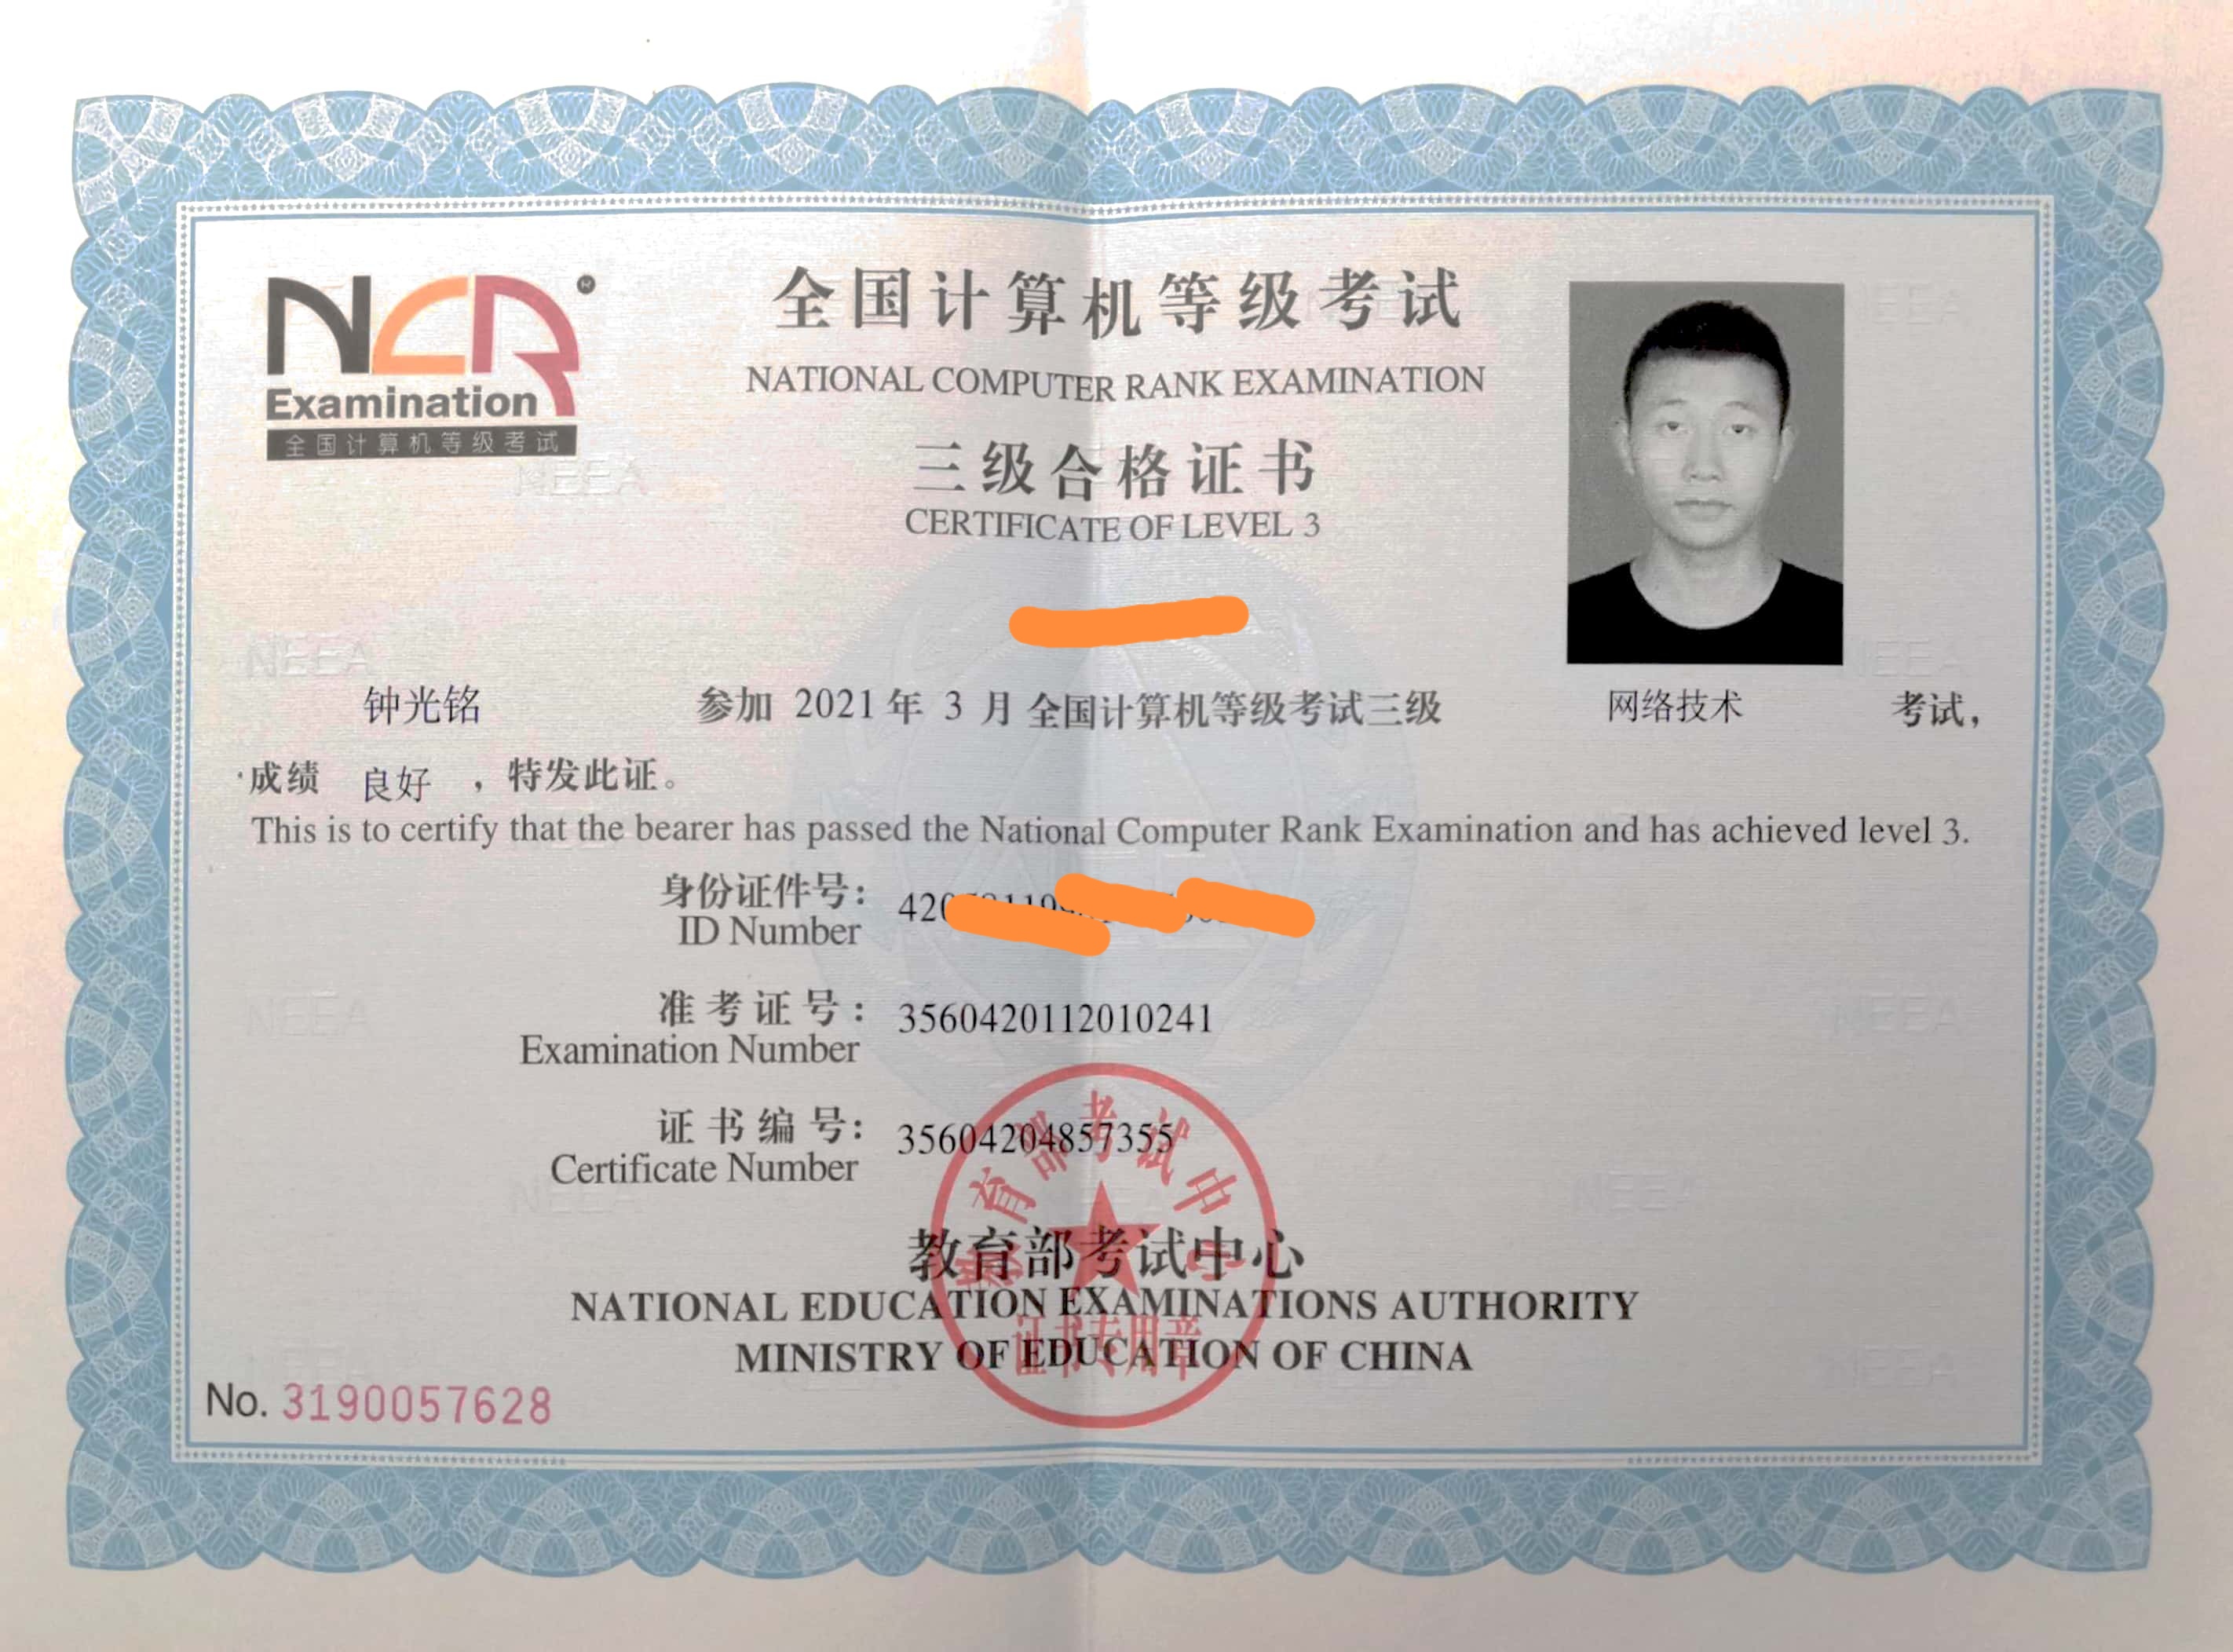 NCR
Examination
全国计算机等级考试
全国计算机等级考试
NATIONAL COMPUTER RANK EXAMINATION
三级合格证书
CERTIFICATE OF LEVEL 3
钟光铭 参加 2021年 3 月 全国计算机等级考试三级 网络技术 考试，
成绩 良好 ，特发此证。
This is to certify that the bearer has passed the National Computer Rank Examination and has achieved level 3.
身份证件号： 420
ID Number
准考证号： 3560420112010241
Examination Number
证书编号： 35604204857355
Certificate Number
教育部考试中心
教育部考试中心
NATIONAL EDUCATION EXAMINATIONS AUTHORITY
证书专用章
MINISTRY OF EDUCATION OF CHINA
No. 3190057628
NEEA